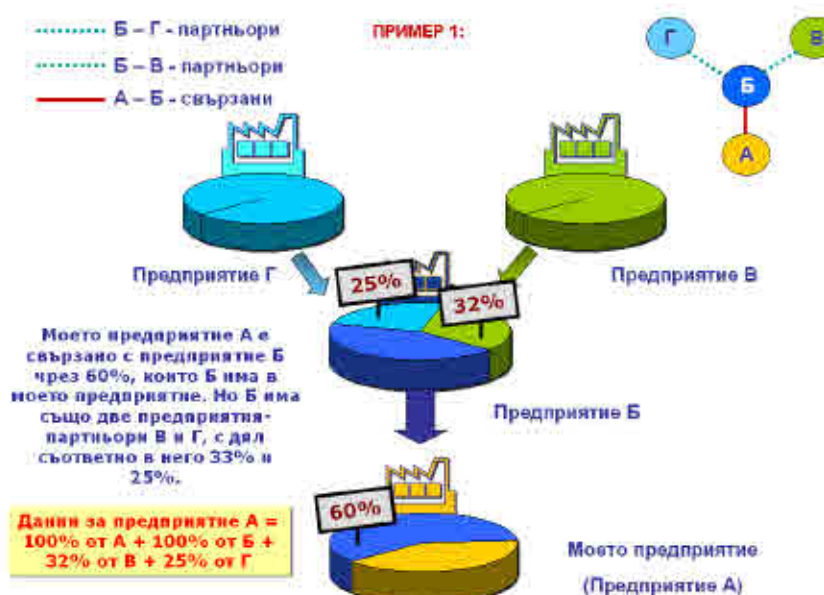 Б – Г - партньори
ПРИМЕР 1:
Б – В - партньори
А – Б - свързани
Г
В
Б
А
Предприятие Г
Предприятие В
25%
32%
Моето предприятие А е
свързано с предприятие Б
чрез 60%, които Б има в
моето предприятие. Но Б има
също две предприятия-
партньори В и Г, с дял
съответно в него 33% и
25%.
Предприятие Б
60%
Данни за предприятие А =
100% от А + 100% от Б +
32% от В + 25% от Г
Моето предприятие
(Предприятие А)